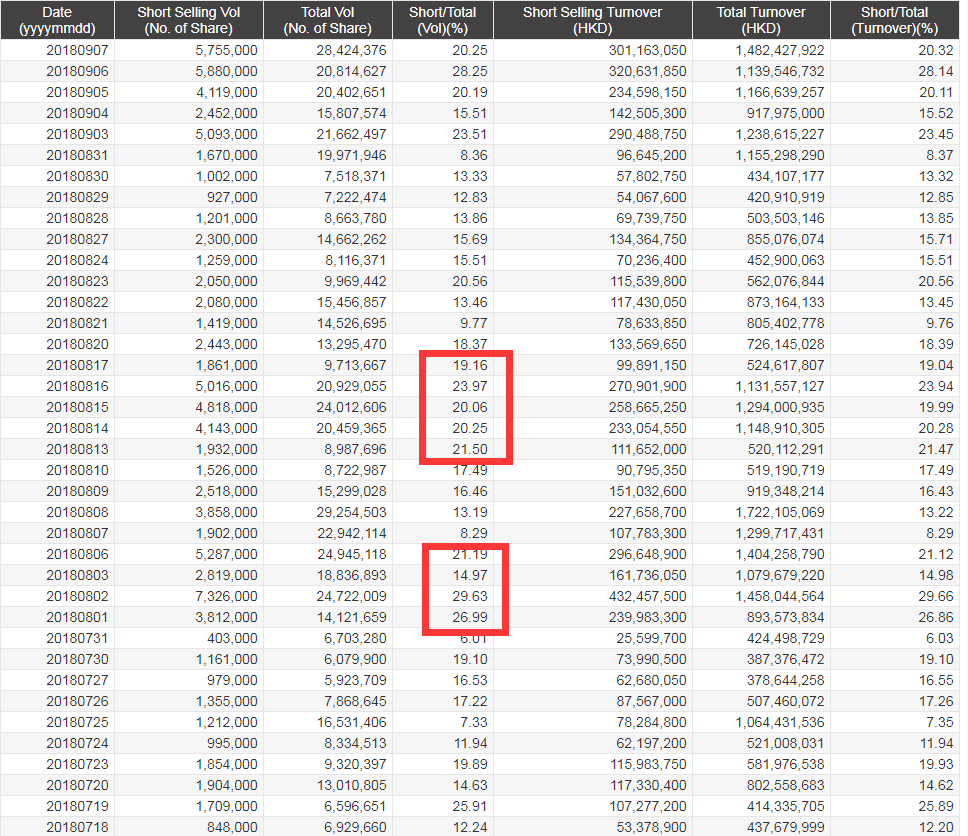 Date Short Selling Vol Total Vol Short/Total Short Selling Turnover Total Turnover Short/Total
(yyyymmdd) (No. of Share) (No. of Share) (Vol)(%) (HKD) (HKD) (Turnover)(%)
20180907 5,755,000 28,424,376 20.25 301,163,050 1,482,427,922 20.32
20180906 5,880,000 20,814,627 28.25 320,631,850 1,139,546,732 28.14
20180905 4,119,000 20,402,651 20.19 234,598,150 1,166,639,257 20.11
20180904 2,452,000 15,807,574 15.51 142,505,300 917,975,000 15.52
20180903 5,093,000 21,662,497 23.51 290,488,750 1,238,615,227 23.45
20180831 1,670,000 19,971,946 8.36 96,645,200 1,155,298,290 8.37
20180830 1,002,000 7,518,371 13.33 57,802,750 434,107,177 13.32
20180829 927,000 7,222,474 12.83 54,067,600 420,910,919 12.85
20180828 1,201,000 8,663,780 13.86 69,739,750 503,503,146 13.85
20180827 2,300,000 14,662,262 15.69 134,364,750 855,076,074 15.71
20180824 1,259,000 8,116,371 15.51 70,236,400 452,900,063 15.51
20180823 2,050,000 9,969,442 20.56 115,539,800 562,076,844 20.56
20180822 2,080,000 15,456,857 13.46 117,430,050 873,164,133 13.45
20180821 1,419,000 14,526,695 9.77 78,633,850 805,402,778 9.76
20180820 2,443,000 13,295,470 18.37 133,569,650 726,145,028 18.39
20180817 1,861,000 9,713,667 19.16 99,891,150 524,617,807 19.04
20180816 5,016,000 20,929,055 23.97 270,901,900 1,131,557,127 23.94
20180815 4,818,000 24,012,606 20.06 258,665,250 1,294,000,935 19.99
20180814 4,143,000 20,459,365 20.25 233,054,550 1,148,910,305 20.28
20180813 1,932,000 8,987,696 21.50 111,652,000 520,112,291 21.47
20180810 1,526,000 8,722,987 17.49 90,795,350 519,190,719 17.49
20180809 2,518,000 15,299,028 16.46 151,032,600 919,348,214 16.43
20180808 3,858,000 29,254,503 13.19 227,658,700 1,722,105,069 13.22
20180807 1,902,000 22,942,114 8.29 107,783,300 1,299,717,431 8.29
20180806 5,287,000 24,945,118 21.19 296,648,900 1,404,258,790 21.12
20180803 2,819,000 18,836,893 14.97 161,736,050 1,079,679,220 14.98
20180802 7,326,000 24,722,009 29.63 432,457,500 1,458,044,564 29.66
20180801 3,812,000 14,121,659 26.99 239,983,300 893,573,834 26.86
20180731 403,000 6,703,280 6.01 25,599,700 424,498,729 6.03
20180730 1,161,000 6,079,900 19.10 73,990,500 387,376,472 19.10
20180727 979,000 5,923,709 16.53 62,680,050 378,644,258 16.55
20180726 1,355,000 7,868,645 17.22 87,567,000 507,460,072 17.26
20180725 1,212,000 16,531,406 7.33 78,284,800 1,064,431,536 7.35
20180724 995,000 8,334,513 11.94 62,197,200 521,008,031 11.94
20180723 1,854,000 9,320,397 19.89 115,983,750 581,976,538 19.93
20180720 1,904,000 13,010,805 14.63 117,330,400 802,558,683 14.62
20180719 1,709,000 6,596,651 25.91 107,277,200 414,335,705 25.89
20180718 848,000 6,929,660 12.24 53,378,900 437,679,999 12.20